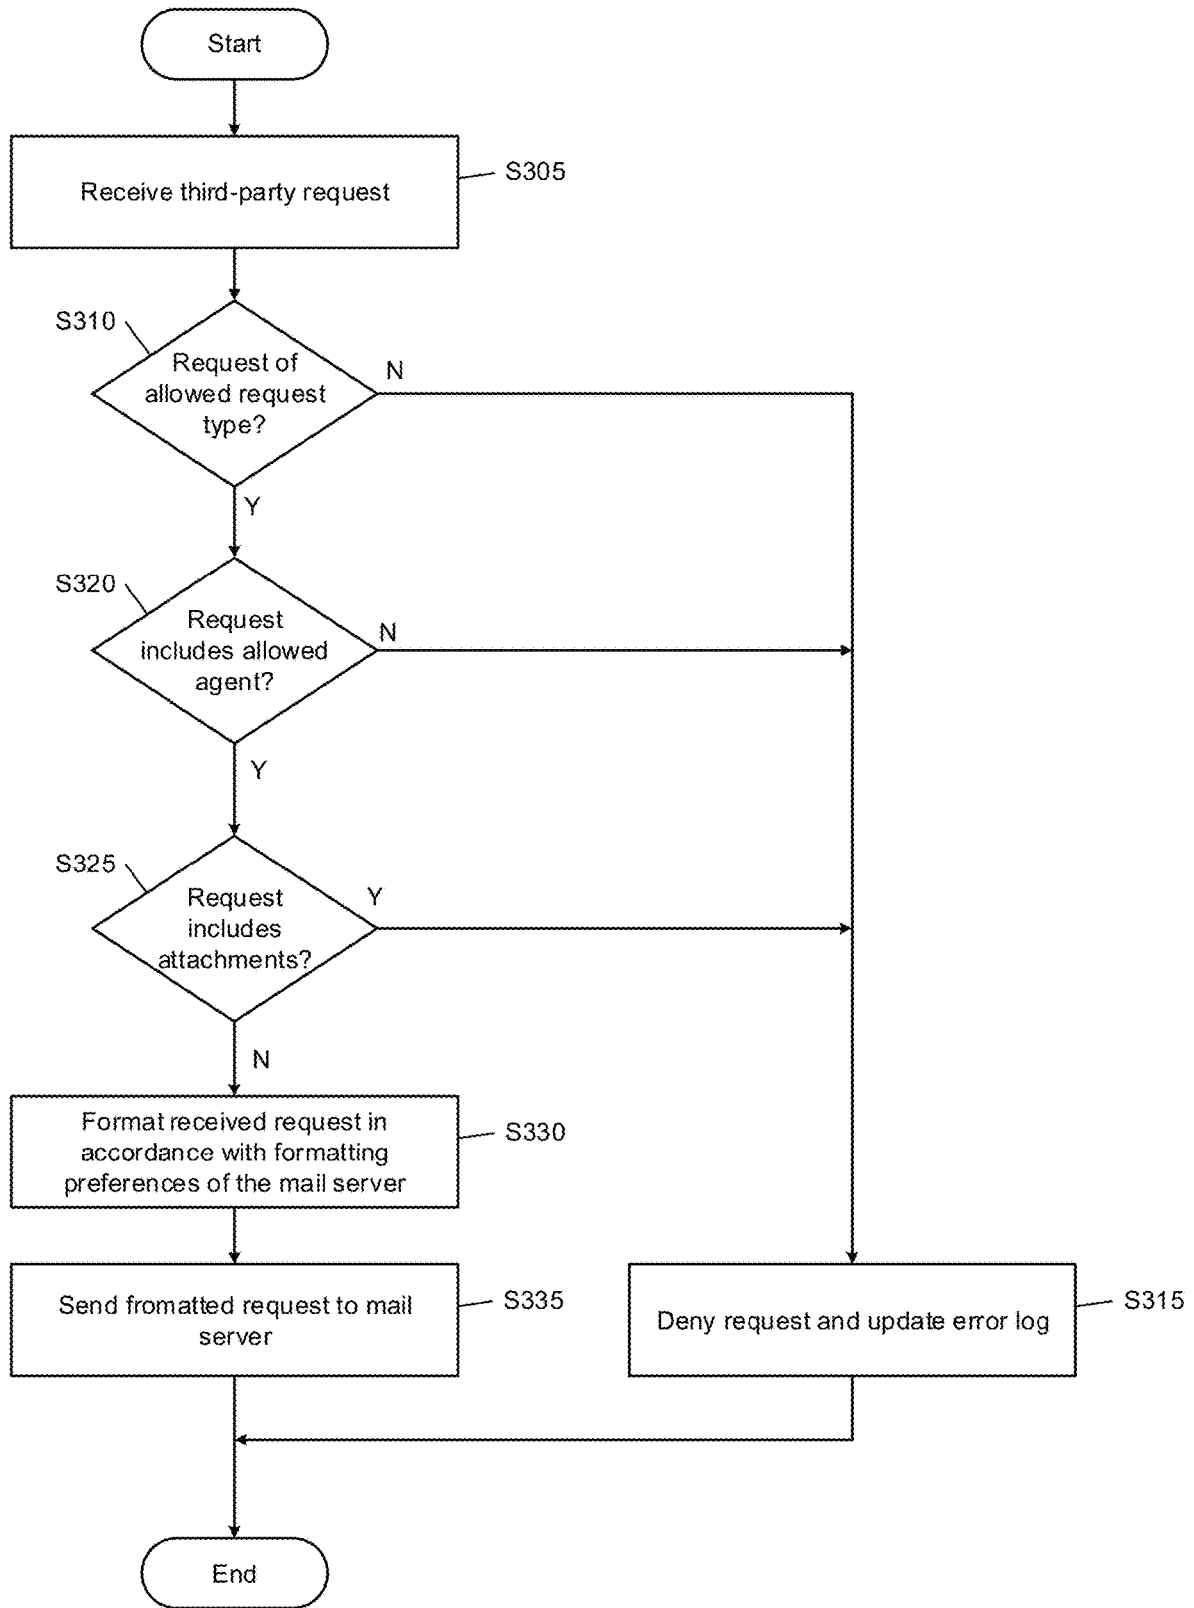 Start
Receive third-party request
S305
S310
Request of
allowed request
type?
N
Y
S320
Request
includes allowed
agent?
N
Y
S325
Request
includes
attachments?
Y
N
Format received request in
accordance with formatting
preferences of the mail server
S330
Send fromatted request to mail
server
S335
Deny request and update error log
S315
End